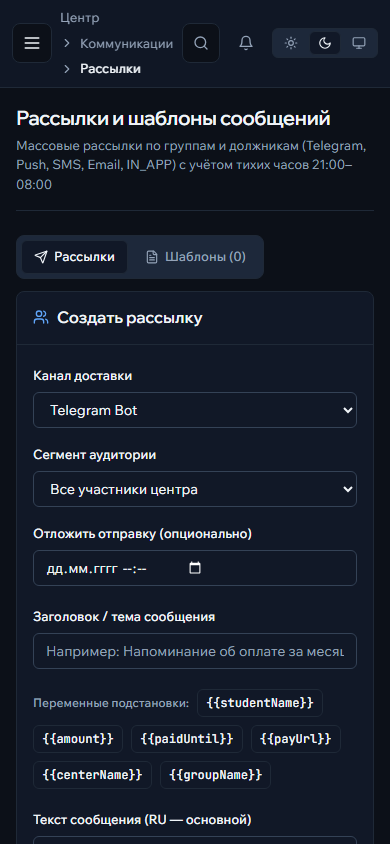 Центр
Коммуникации
Рассылки
Рассылки и шаблоны сообщений
Массовые рассылки по группам и должникам (Telegram,
Push, SMS, Email, IN_APP) с учётом тихих часов 21:00–
08:00
Рассылки
Шаблоны (0)
Создать рассылку
Канал доставки
Telegram Bot
Сегмент аудитории
Все участники центра
Отложить отправку (опционально)
дд.мм.гггг --:--
Заголовок / тема сообщения
Например: Напоминание об оплате за месяц
Переменные подстановки: {{studentName}}
{{amount}} {{paidUntil}} {{payUrl}}
{{centerName}} {{groupName}}
Текст сообщения (RU — основной)